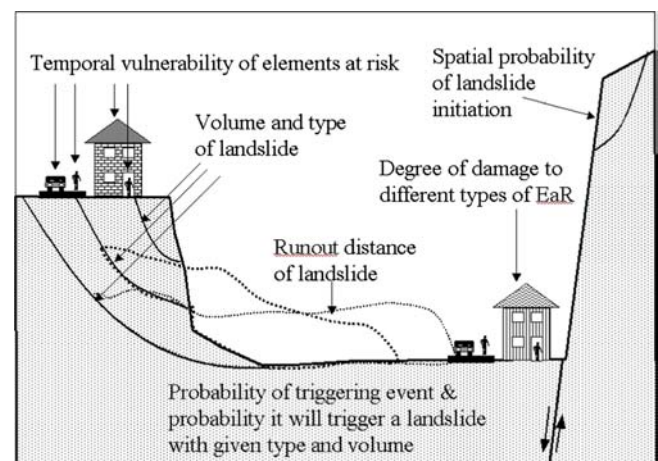 Temporal vulnerability of elements at risk
Spatial probability
of landslide
initiation
Volume and type
of landslide
Degree of damage to
different types of EaR
Runout distance
of landslide
Probability of triggering event &
probability it will trigger a landslide
with given type and volume